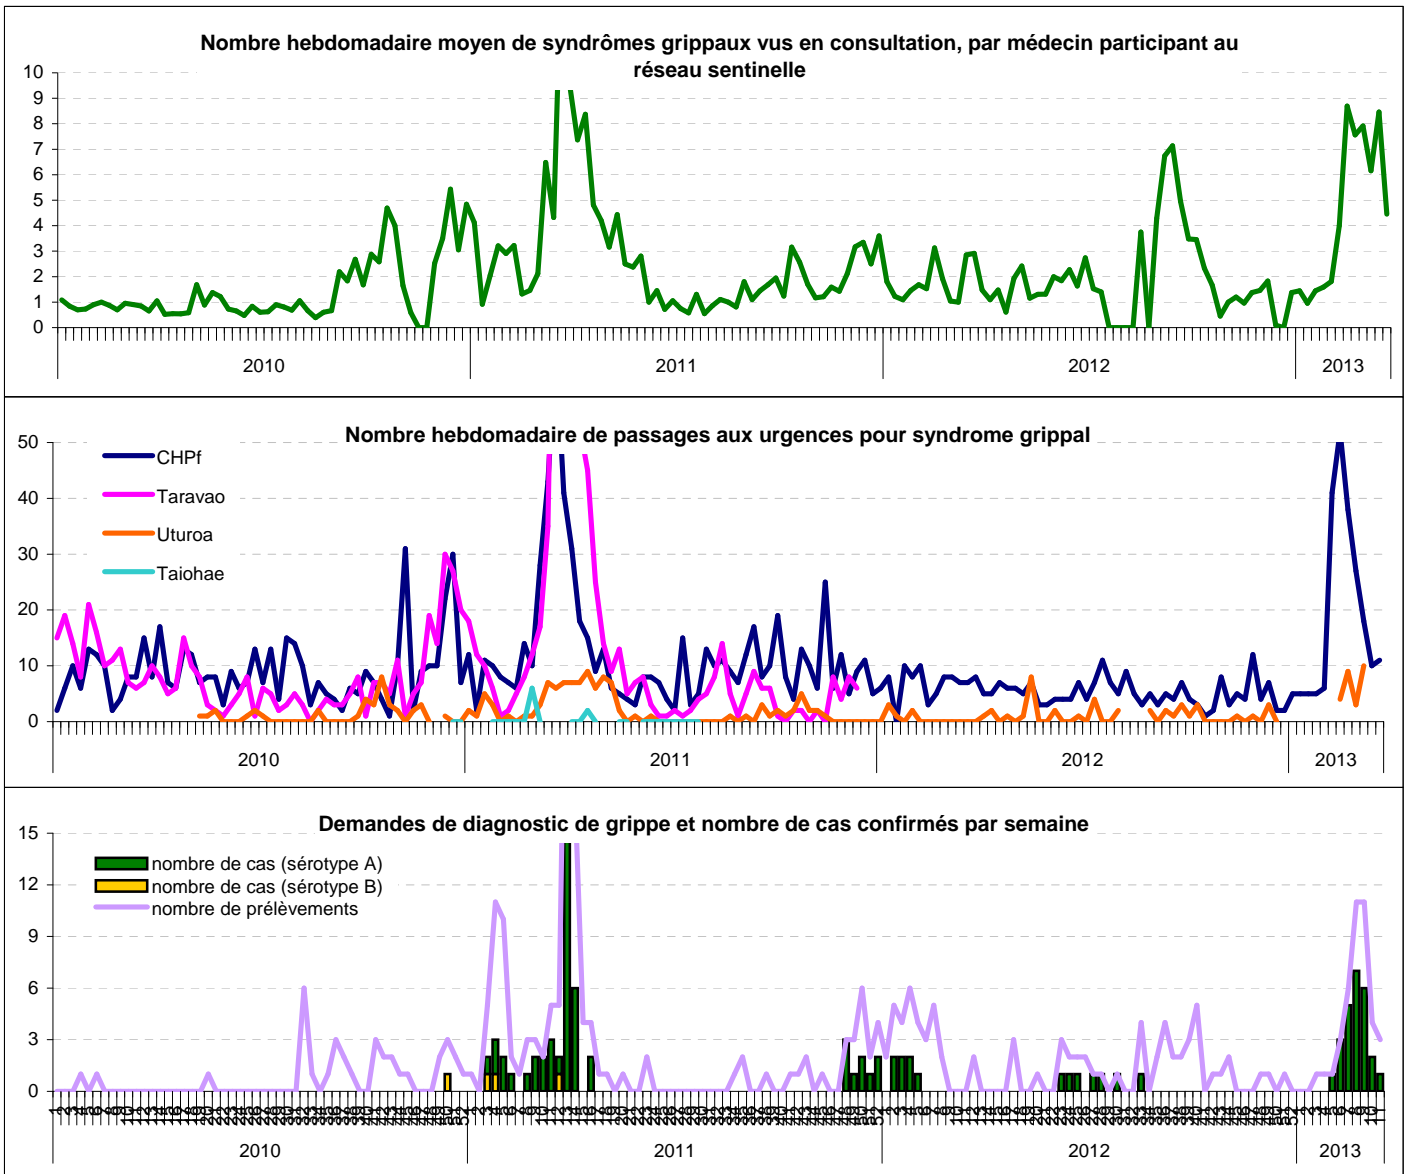 Nombre hebdomadaire moyen de syndrômes grippaux vus en consultation, par médecin participant au
réseau sentinelle
10
9
8
7
6
5
4
3
2
1
0
2010 2011 2012 2013
Nombre hebdomadaire de passages aux urgences pour syndrome grippal
50
40
30
20
10
0
CHPf
Taravao
Uturoa
Taiohae
2010 2011 2012 2013
Demandes de diagnostic de grippe et nombre de cas confirmés par semaine
15
12
9
6
3
0
nombre de cas (sérotype A)
nombre de cas (sérotype B)
nombre de prélèvements
2010 2011 2012 2013